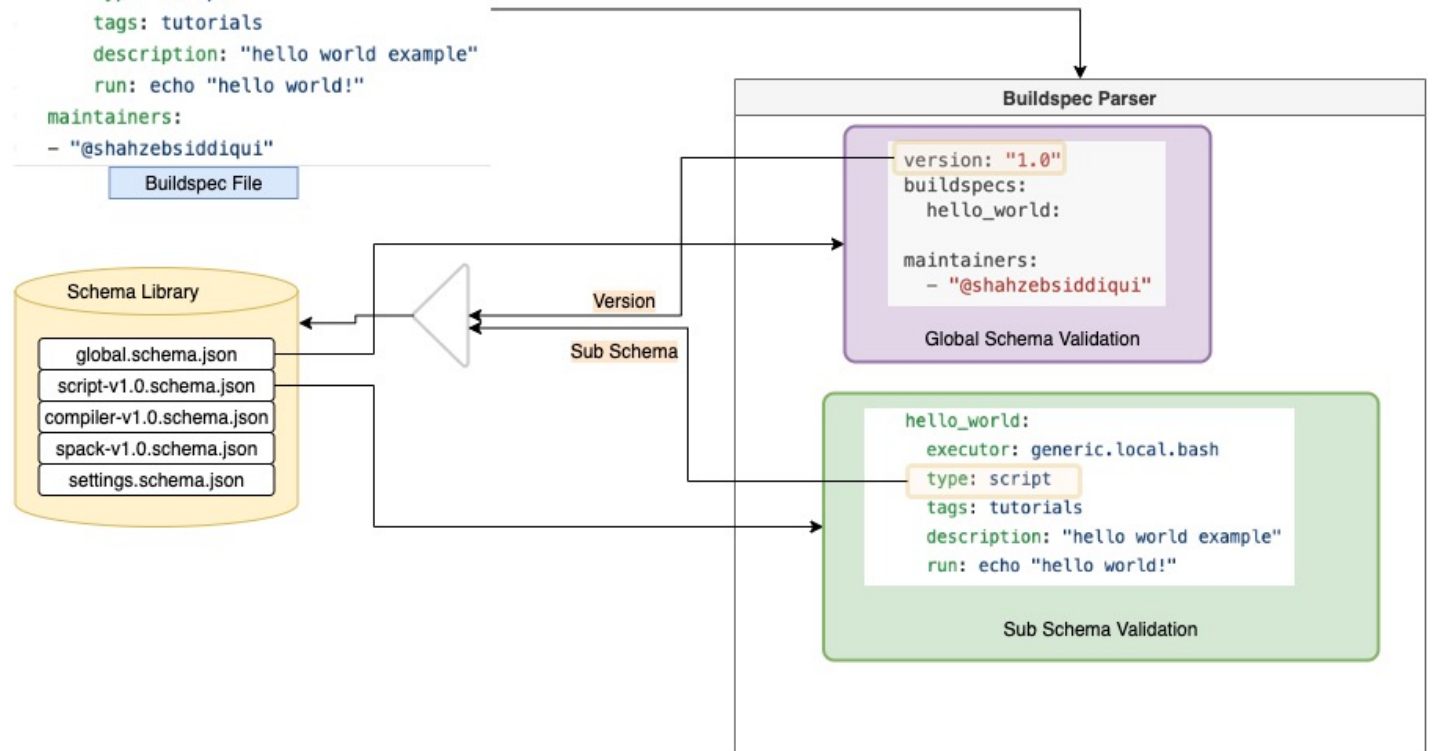 tags: tutorials
description: "hello world example"
run: echo "hello world!"
maintainers:
- "@shahzebsiddiqui"
Buildspec File
Schema Library
global.schema.json
script-v1.0.schema.json
compiler-v1.0.schema.json
spack-v1.0.schema.json
settings.schema.json
Version
Sub Schema
Buildspec Parser
version: "1.0"
buildspecs:
hello_world:
maintainers:
- "@shahzebsiddiqui"
Global Schema Validation
hello_world:
executor: generic.local.bash
type: script
tags: tutorials
description: "hello world example"
run: echo "hello world!"
Sub Schema Validation